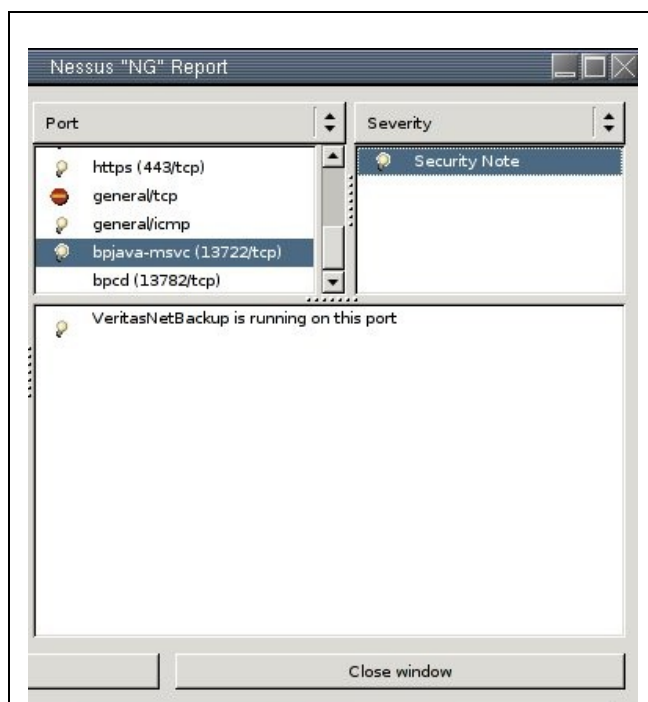 Nessus "NG" Report
Port
Severity
https (443/tcp)
general/tcp
general/icmp
bpjava-msvc (13722/tcp)
bpcd (13782/tcp)
Security Note
VeritasNetBackup is running on this port
Close window